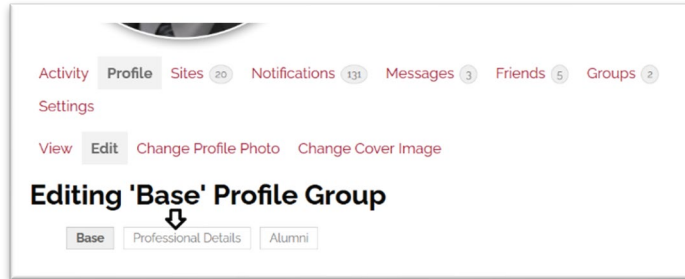 Activity Profile Sites 20 Notifications 131 Messages 3 Friends 5 Groups 2
Settings
View Edit Change Profile Photo Change Cover Image
Editing 'Base' Profile Group
Base Professional Details Alumni